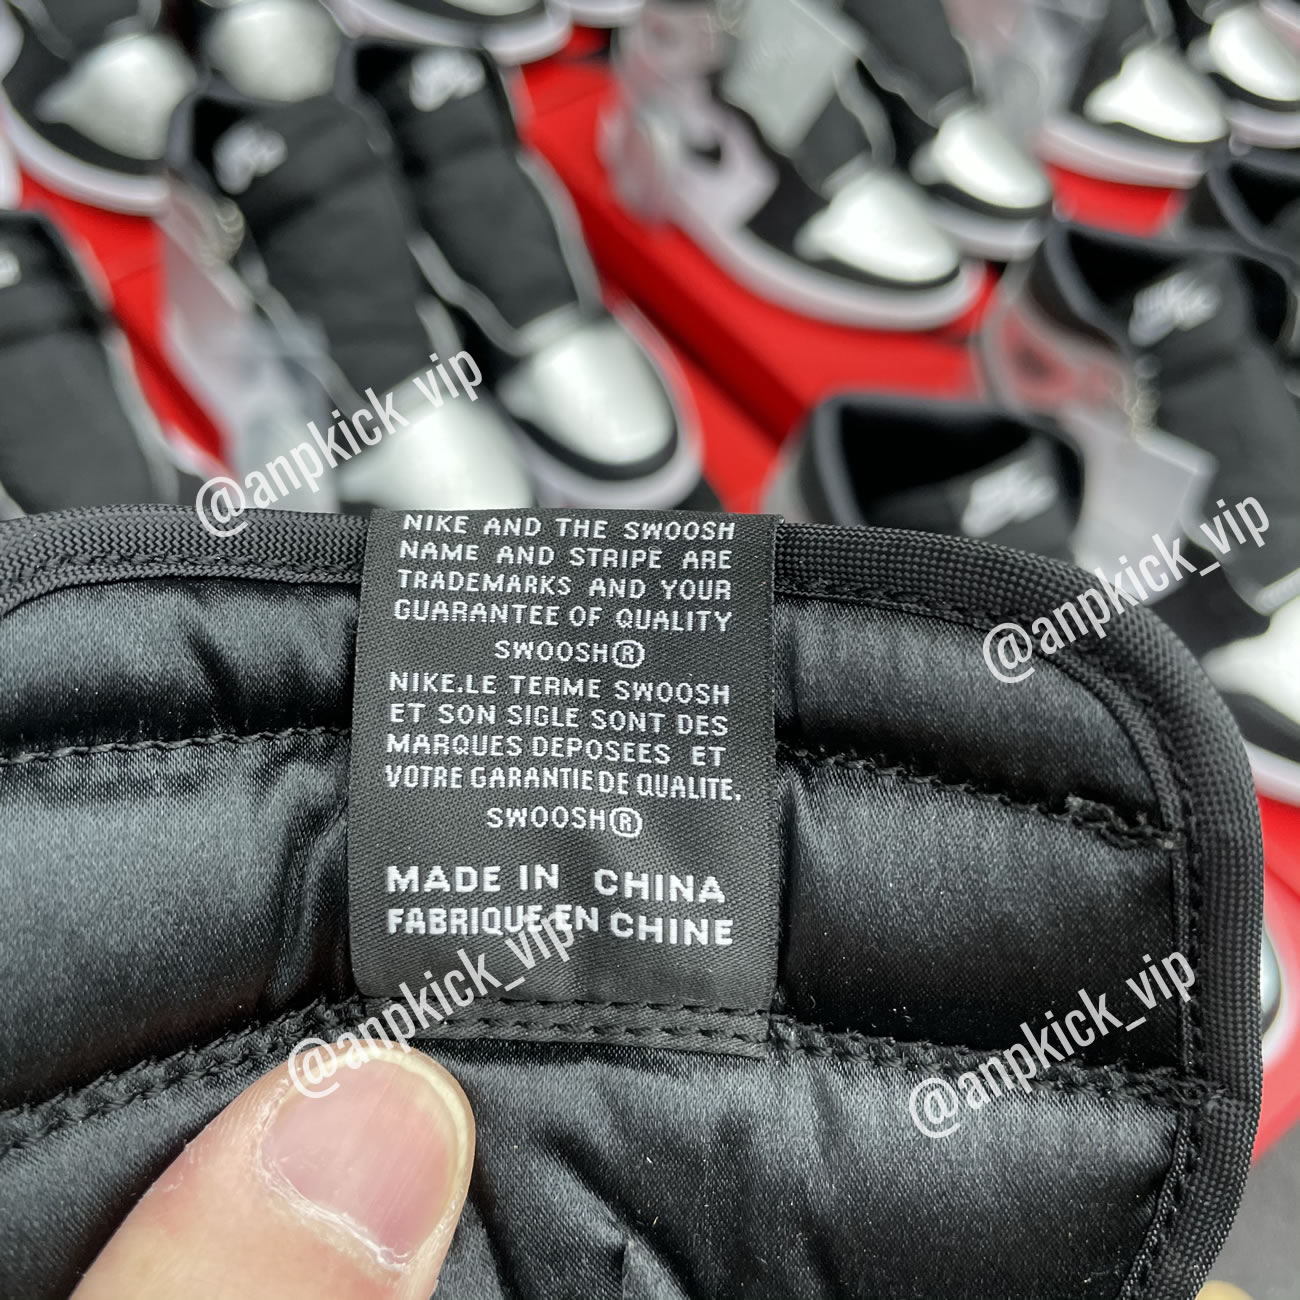 @anpkick_vip
@anpkick_vip
NIKE AND THE SWOOSH
NAME AND STRIPE ARE
TRADEMARKS AND YOUR
GUARANTEE OF QUALITY
SWOOSH®
NIKE.LE TERME SWOOSH
ET SON SIGLE SONT DES
MARQUES DEPOSEES ET
VOTRE GARANTIE DE QUALITE.
SWOOSH®
MADE IN CHINA
FABRIQUE EN CHINE
@anpkick_vip
@anpkick_vip